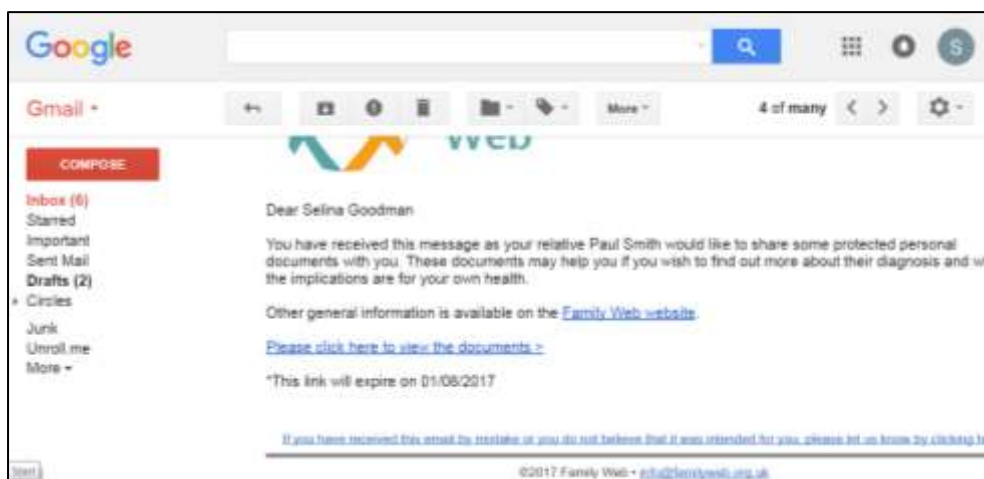 Google
S
Gmail
More
4 of many
COMPOSE
Web
Inbox (6)
Starred
Important
Sent Mail
Drafts (2)
Circles
Junk
Unroll.me
More
Dear Selina Goodman
You have received this message as your relative Paul Smith would like to share some protected personal
documents with you. These documents may help you if you wish to find out more about their diagnosis and
the implications are for your own health.
Other general information is available on the Family Web website.
Please click here to view the documents >
*This link will expire on 01/08/2017
If you have received this email by mistake or you do not believe that it was intended for you, please let us know by clicking
©2017 Family Web • info@familyweb.org.uk